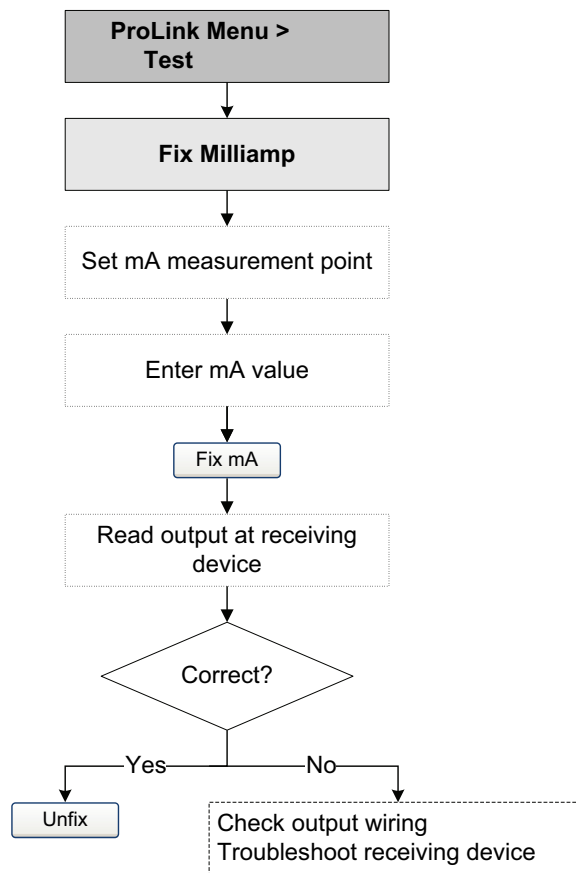 ProLink Menu >
Test
Fix Milliamp
Set mA measurement point
Enter mA value
Fix mA
Read output at receiving
device
Correct?
Yes
No
Unfix
Check output wiring
Troubleshoot receiving device